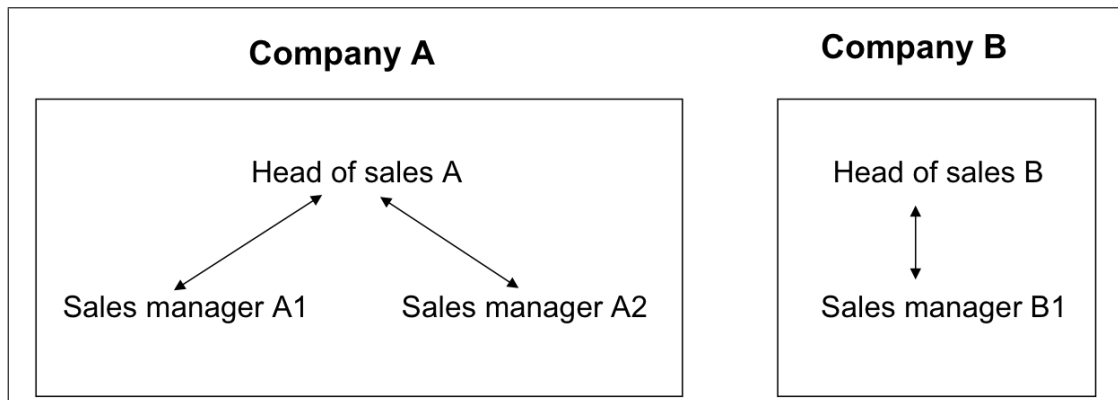 Company A
Company B
Head of sales A
Head of sales B
Sales manager A1
Sales manager A2
Sales manager B1